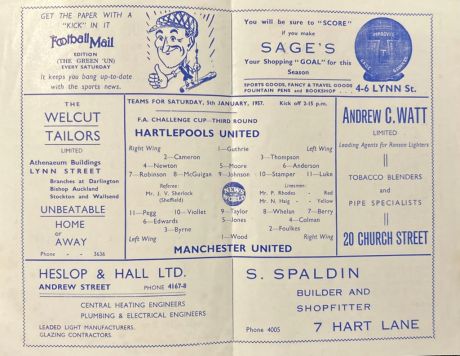 GET THE PAPER WITH A
"KICK" IN IT
The
Football Mail
EDITION
(THE GREEN 'UN)
EVERY SATURDAY
It keeps you bang up-to-date
with the sports news.
You will be sure to "SCORE"
if you make
SAGE'S
Your Shopping "GOAL" for this
Season
SPORTS GOODS, FANCY & TRAVEL GOODS
FOUNTAIN PENS and BOOKSHOP . . .
4-6 LYNN St.
IMPROVED
THE
WELCUT
TAILORS
LIMITED
Athenaeum Buildings
LYNN STREET
Branches at Darlington
Bishop Auckland
Stockton and Wallsend
UNBEATABLE
HOME
or
AWAY
Phone - - 3636
TEAMS FOR SATURDAY, 5th JANUARY, 1957. Kick off 2-15 p.m.
F.A. CHALLENGE CUP—THIRD ROUND
HARTLEPOOLS UNITED
Right Wing 1—Guthrie Left Wing
2—Cameron 3—Thompson
4—Newton 5—Moore 6—Anderson
7—Robinson 8—McGuigan 9—Johnson 10—Stamper 11—Luke
Referee:
Mr. J. V. Sherlock
(Sheffield)
NEWS
Linesmen:
Mr. P. Rhodes - Red
Mr. N. Haig - Yellow
11—Pegg 10—Viollet 9—Taylor 8—Whelan 7—Berry
6—Edwards 5—Jones 4—Colman
3—Byrne 2—Foulkes
Left Wing 1—Wood Right Wing
MANCHESTER UNITED
ANDREW C. WATT
LIMITED
Leading Agents for Ronson Lighters
TOBACCO BLENDERS
and
PIPE SPECIALISTS
20 CHURCH STREET
HESLOP & HALL LTD.
ANDREW STREET PHONE 4167-8
CENTRAL HEATING ENGINEERS
PLUMBING & ELECTRICAL ENGINEERS
LEADED LIGHT MANUFACTURERS.
GLAZING CONTRACTORS.
S. SPALDIN
BUILDER AND
SHOPFITTER
Phone 4005 7 HART LANE